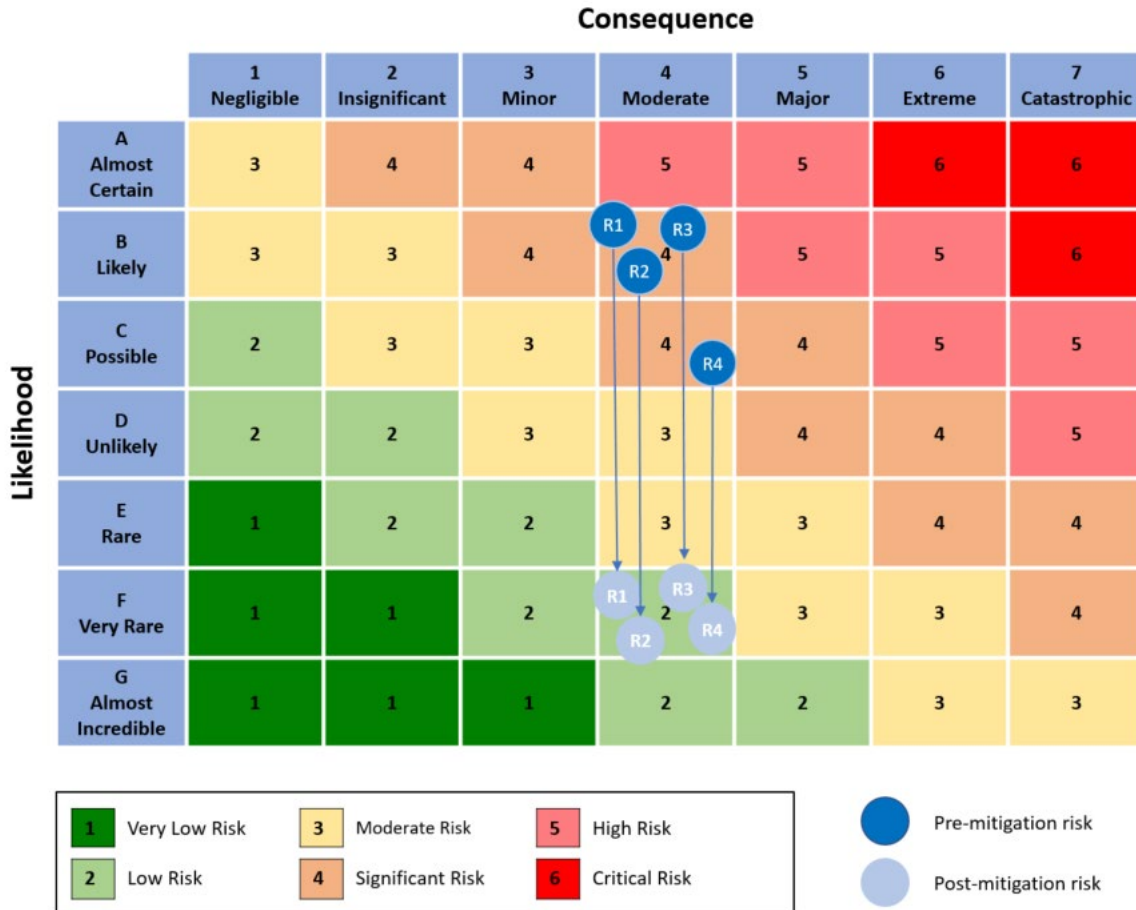 Consequence
1
Negligible
2
Insignificant
3
Minor
4
Moderate
5
Major
6
Extreme
7
Catastrophic
Likelihood
A
Almost
Certain
3 4 4 5 5 6 6
B
Likely
3 3 4 4 5 5 6
R1 R3
R2
C
Possible
2 3 3 4 4 5 5
R4
D
Unlikely
2 2 3 3 4 4 5
E
Rare
1 2 2 3 3 4 4
F
Very Rare
1 1 2 2 3 3 4
R1 R3
R2 R4
G
Almost
Incredible
1 1 1 2 2 3 3
1 Very Low Risk
3 Moderate Risk
5 High Risk
Pre-mitigation risk
2 Low Risk
4 Significant Risk
6 Critical Risk
Post-mitigation risk